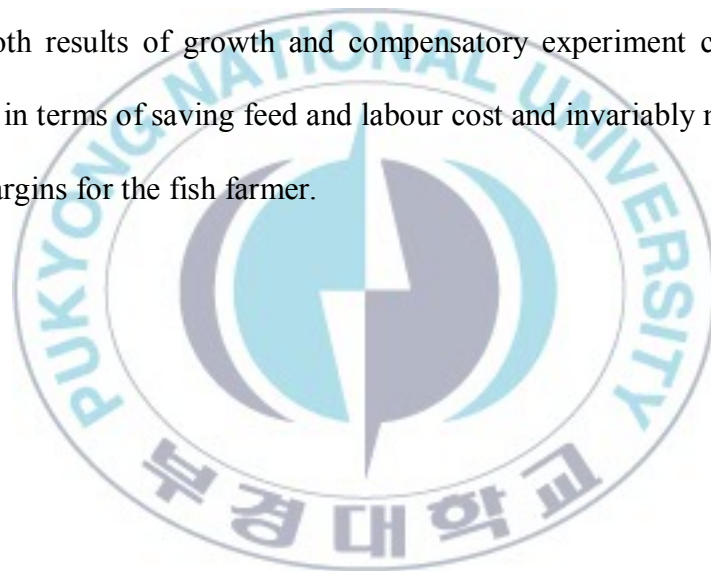 oth results of growth and compensatory experiment c
in terms of saving feed and labour cost and invariably
argins for the fish farmer.
PUKYONG NATIONAL UNIVERSITY
부경대학교